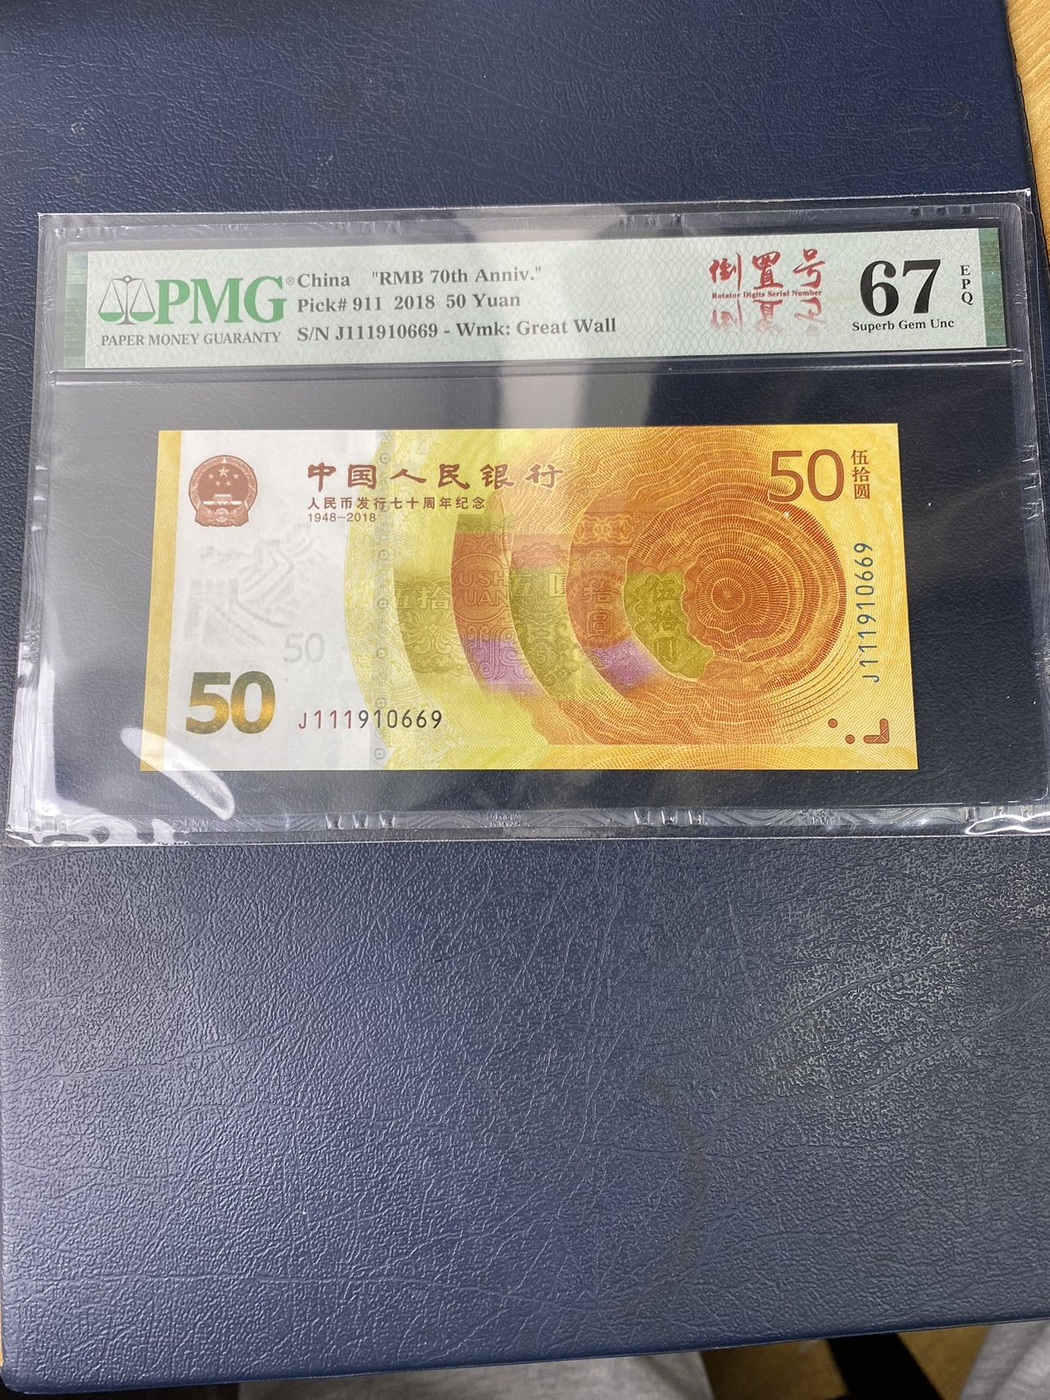 PMG®
PAPER MONEY GUARANTY
China "RMB 70th Anniv."
Pick# 911 2018 50 Yuan
S/N J111910669 - Wmk: Great Wall
倒置号
Rotator Digits Serial Number
67
EPQ
Superb Gem Unc
中国人民银行
人民币发行七十周年纪念
1948-2018
50
伍拾圆
J111910669
50
50
J111910669